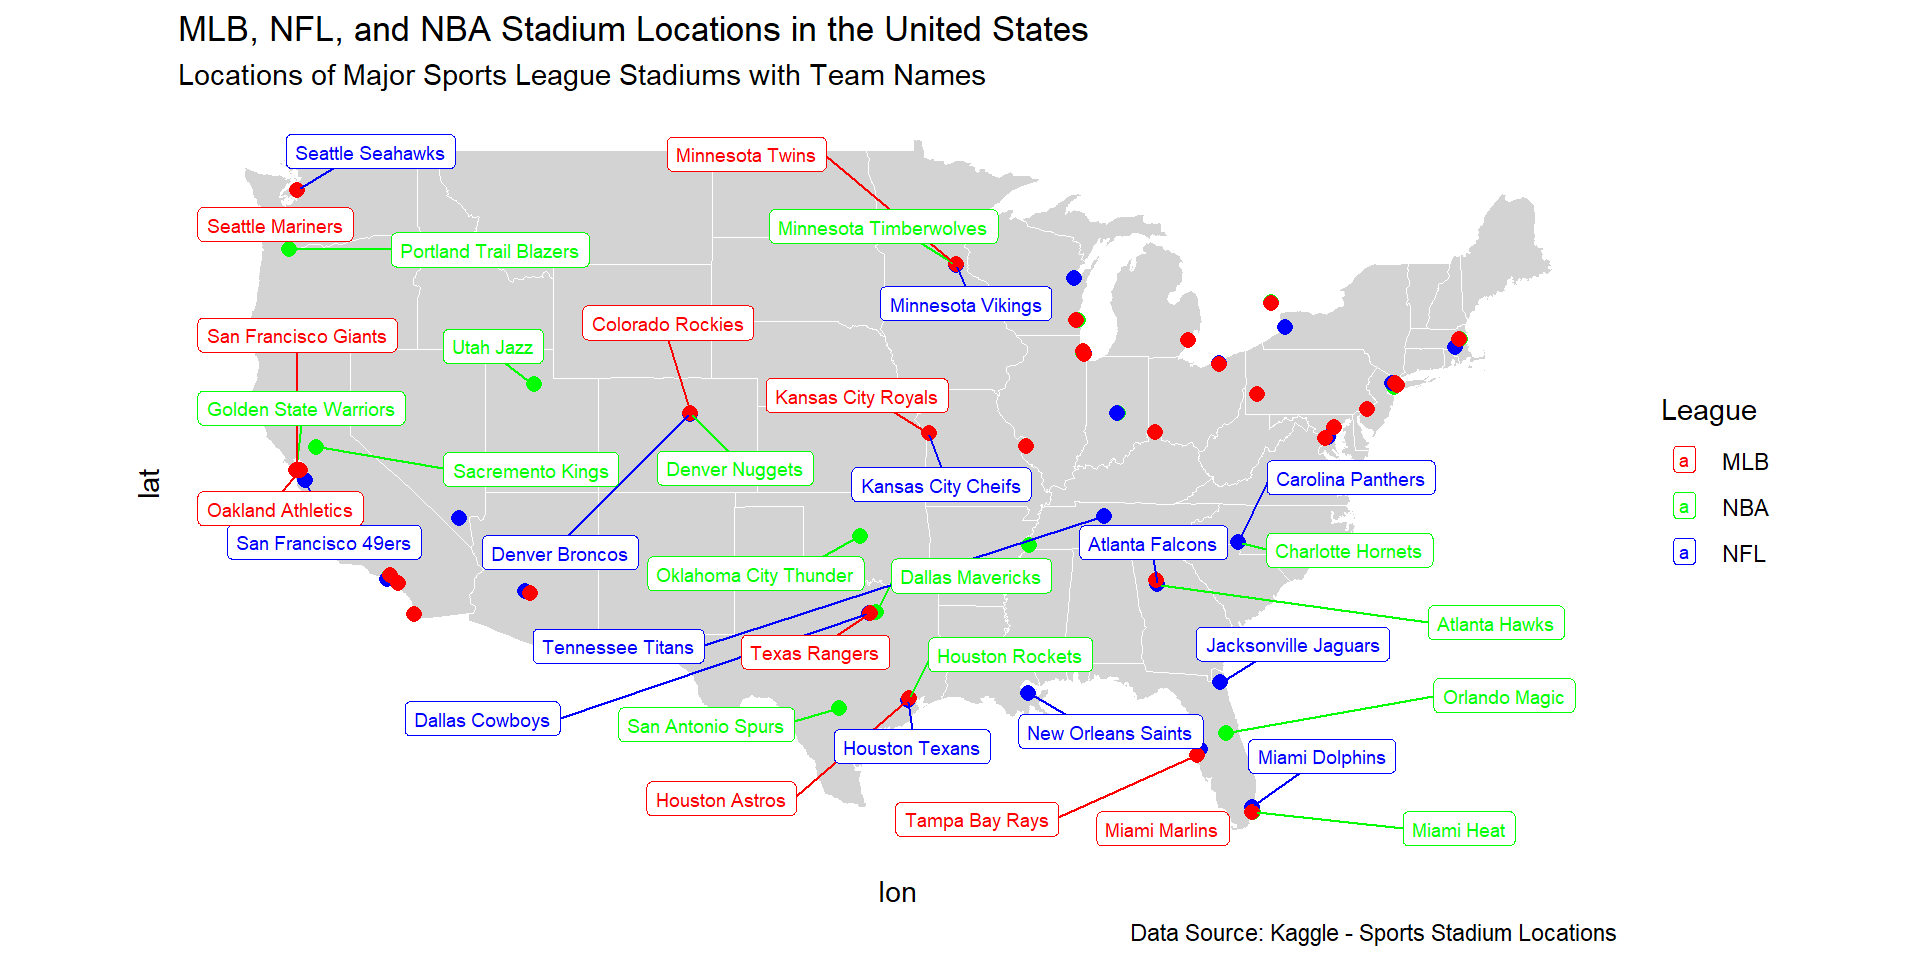 MLB, NFL, and NBA Stadium Locations in the United States
Locations of Major Sports League Stadiums with Team Names
Seattle Seahawks
Minnesota Twins
Seattle Mariners
Minnesota Timberwolves
Portland Trail Blazers
Minnesota Vikings
Colorado Rockies
San Francisco Giants
Utah Jazz
Kansas City Royals
Golden State Warriors
League
a MLB
a NBA
a NFL
Sacremento Kings
Denver Nuggets
Kansas City Cheifs
Carolina Panthers
lat
Oakland Athletics
San Francisco 49ers
Denver Broncos
Atlanta Falcons
Charlotte Hornets
Oklahoma City Thunder
Dallas Mavericks
Atlanta Hawks
Tennessee Titans
Texas Rangers
Houston Rockets
Jacksonville Jaguars
Orlando Magic
Dallas Cowboys
San Antonio Spurs
Houston Texans
New Orleans Saints
Miami Dolphins
Houston Astros
Tampa Bay Rays
Miami Marlins
Miami Heat
lon
Data Source: Kaggle - Sports Stadium Locations